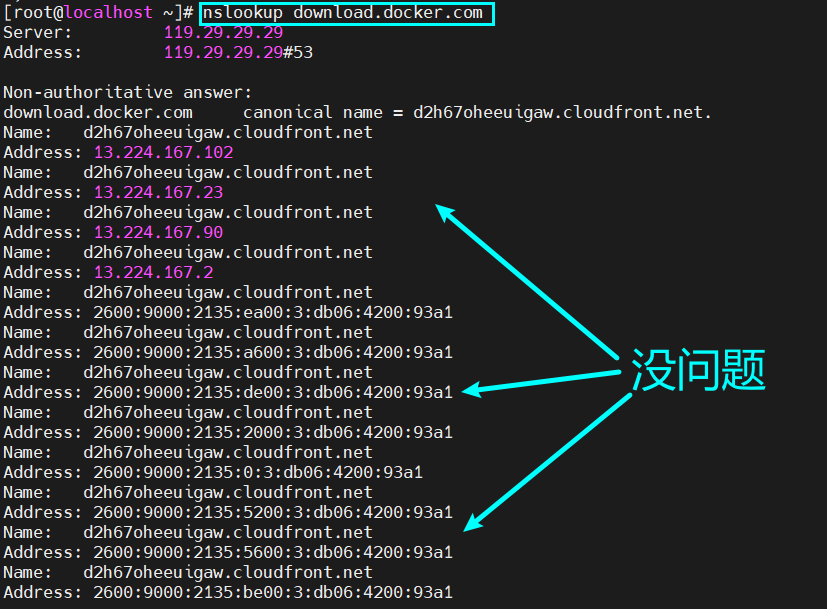 [root@localhost ~]# nslookup download.docker.com
Server:         119.29.29.29
Address:        119.29.29.29#53
Non-authoritative answer:
download.docker.com     canonical name = d2h67oheeuigaw.cloudfront.net.
Name:   d2h67oheeuigaw.cloudfront.net
Address: 13.224.167.102
Name:   d2h67oheeuigaw.cloudfront.net
Address: 13.224.167.23
Name:   d2h67oheeuigaw.cloudfront.net
Address: 13.224.167.90
Name:   d2h67oheeuigaw.cloudfront.net
Address: 13.224.167.2
Name:   d2h67oheeuigaw.cloudfront.net
Address: 2600:9000:2135:ea00:3:db06:4200:93a1
Name:   d2h67oheeuigaw.cloudfront.net
Address: 2600:9000:2135:a600:3:db06:4200:93a1
Name:   d2h67oheeuigaw.cloudfront.net
Address: 2600:9000:2135:de00:3:db06:4200:93a1
Name:   d2h67oheeuigaw.cloudfront.net
Address: 2600:9000:2135:2000:3:db06:4200:93a1
Name:   d2h67oheeuigaw.cloudfront.net
Address: 2600:9000:2135:0:3:db06:4200:93a1
Name:   d2h67oheeuigaw.cloudfront.net
Address: 2600:9000:2135:5200:3:db06:4200:93a1
Name:   d2h67oheeuigaw.cloudfront.net
Address: 2600:9000:2135:5600:3:db06:4200:93a1
Name:   d2h67oheeuigaw.cloudfront.net
Address: 2600:9000:2135:be00:3:db06:4200:93a1
没问题